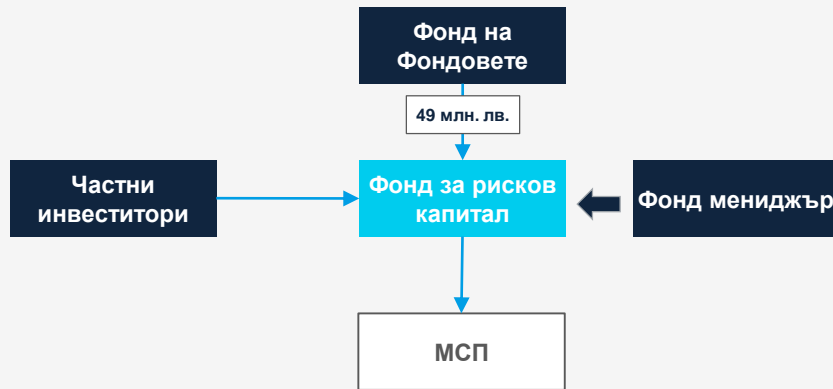 Фонд на
Фондовете
49 млн. лв.
Частни
инвеститори
Фонд за рисков
капитал
Фонд мениджър
МСП